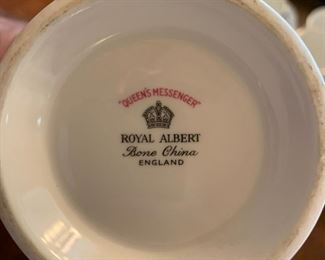 "QUEEN'S MESSENGER"
ROYAL ALBERT
Bone China
ENGLAND